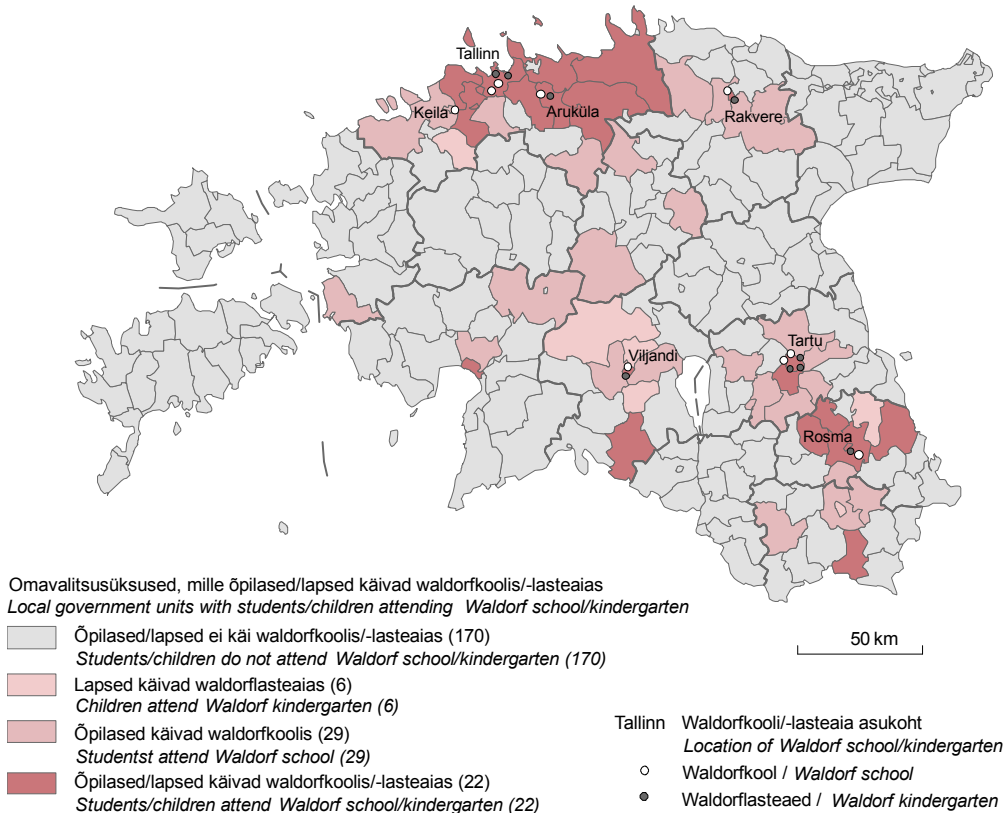 Tallinn
Keila
Aruküla
Rakvere
Viljandi
Tartu
Rosma
Omavalitsusüksused, mille õpilased/lapsed käivad waldorfkoolis/-lasteaias
Local government units with students/children attending Waldorf school/kindergarten
Õpilased/lapsed ei käi waldorfkoolis/-lasteaias (170)
Students/children do not attend Waldorf school/kindergarten (170)
Lapsed käivad waldorflasteaias (6)
Children attend Waldorf kindergarten (6)
Õpilased käivad waldorfkoolis (29)
Studentst attend Waldorf school (29)
Õpilased/lapsed käivad waldorfkoolis/-lasteaias (22)
Students/children attend Waldorf school/kindergarten (22)
50 km
Tallinn Waldorfkooli/-lasteaia asukoht
Location of Waldorf school/kindergarten
Waldorfkool / Waldorf school
Waldorflasteaed / Waldorf kindergarten